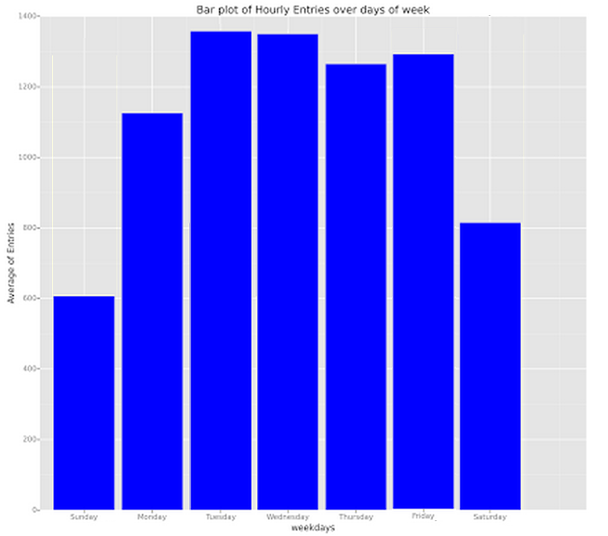 Bar plot of Hourly Entries over days of week
Average of Entries
1400
1200
1000
800
600
400
200
0
Sunday Monday Tuesday Wednesday Thursday Friday Saturday
weekdays